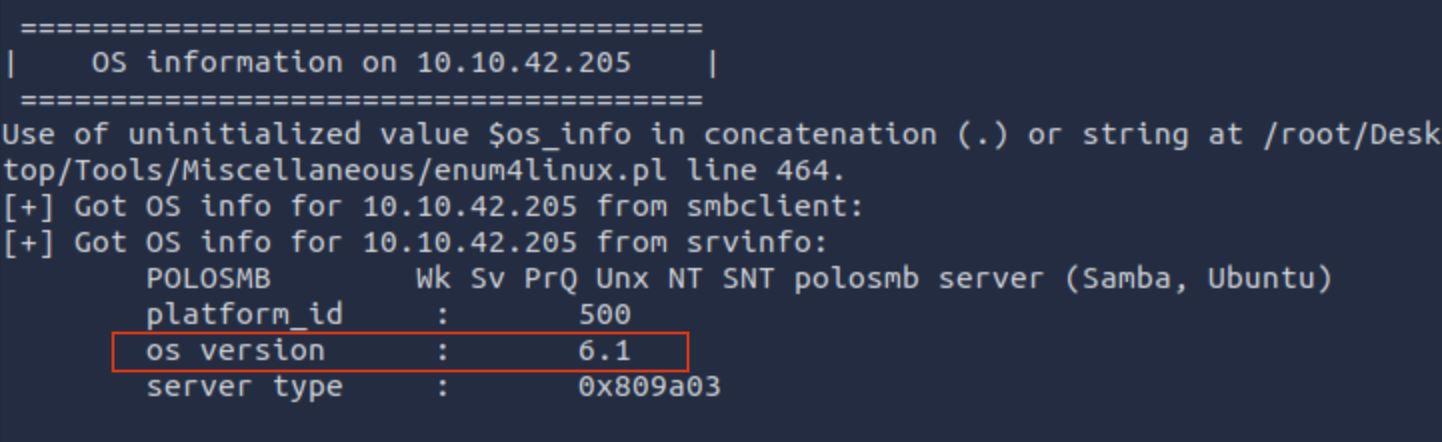 ======================================
|    OS information on 10.10.42.205    |
======================================
Use of uninitialized value $os_info in concatenation (.) or string at /root/Desk
top/Tools/Miscellaneous/enum4linux.pl line 464.
[+] Got OS info for 10.10.42.205 from smbclient:
[+] Got OS info for 10.10.42.205 from srvinfo:
        POLOSMB        Wk Sv PrQ Unx NT SNT polosmb server (Samba, Ubuntu)
        platform_id     :       500
        os version      :       6.1
        server type     :       0x809a03